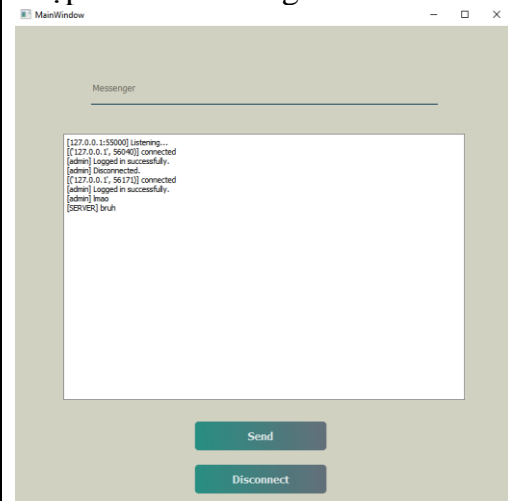 MainWindow
Messenger
[127.0.0.1:55000] Listening...
[('127.0.0.1', 56040)] connected
[admin] Logged in successfully.
[admin] Disconnected.
[('127.0.0.1', 56171)] connected
[admin] Logged in successfully.
[admin] lmao
[SERVER] bruh
Send
Disconnect